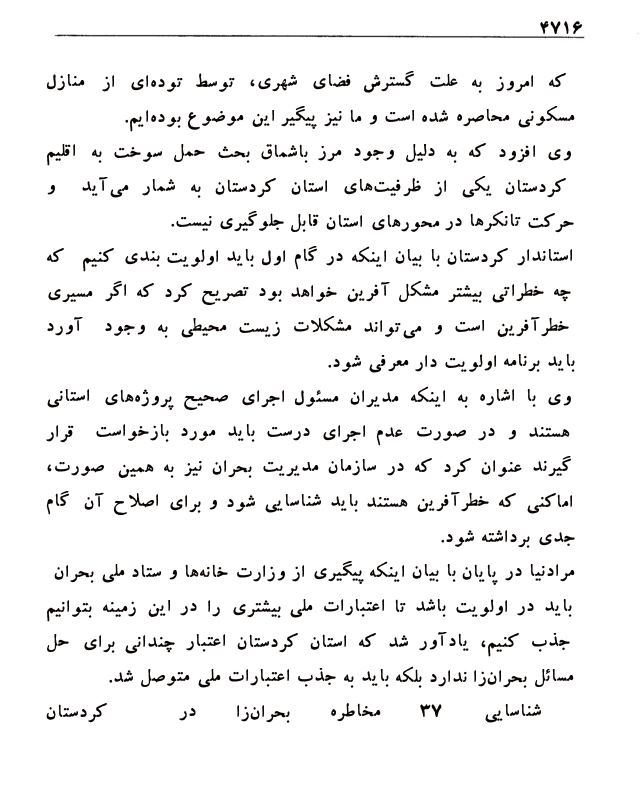 ۴۷۱۶
که امروز به علت گسترش فضای شهری، توسط توده‌ای از منازل
مسکونی محاصره شده است و ما نیز پیگیر این موضوع بوده‌ایم.
وی افزود که به دلیل وجود مرز باشماق بحث حمل سوخت به اقلیم
کردستان یکی از ظرفیت‌های استان کردستان به شمار می‌آید و
حرکت تانکرها در محورهای استان قابل جلوگیری نیست.
استاندار کردستان با بیان اینکه در گام اول باید اولویت بندی کنیم که
چه خطراتی بیشتر مشکل آفرین خواهد بود تصریح کرد که اگر مسیری
خطرآفرین است و می‌تواند مشکلات زیست محیطی به وجود آورد
باید برنامه اولویت دار معرفی شود.
وی با اشاره به اینکه مدیران مسئول اجرای صحیح پروژه‌های استانی
هستند و در صورت عدم اجرای درست باید مورد بازخواست قرار
گیرند عنوان کرد که در سازمان مدیریت بحران نیز به همین صورت،
اماکنی که خطرآفرین هستند باید شناسایی شود و برای اصلاح آن گام
جدی برداشته شود.
مرادنیا در پایان با بیان اینکه پیگیری از وزارت خانه‌ها و ستاد ملی بحران
باید در اولویت باشد تا اعتبارات ملی بیشتری را در این زمینه بتوانیم
جذب کنیم، یادآور شد که استان کردستان اعتبار چندانی برای حل
مسائل بحران‌زا ندارد بلکه باید به جذب اعتبارات ملی متوصل شد.
شناسایی ۳۷ مخاطره بحران‌زا در کردستان